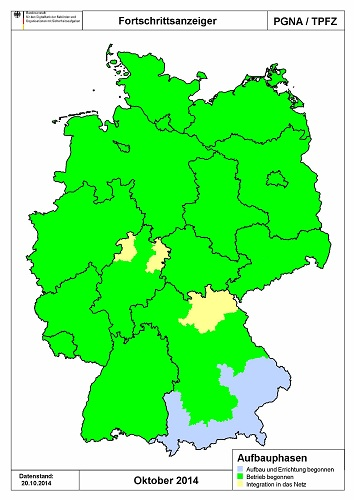 Fortschrittsanzeiger
PGNA / TPFZ
Aufbauphasen
Aufbau und Errichtung begonnen
Betrieb begonnen
Integration in das Netz
Datenstand:
20.10.2014
Oktober 2014